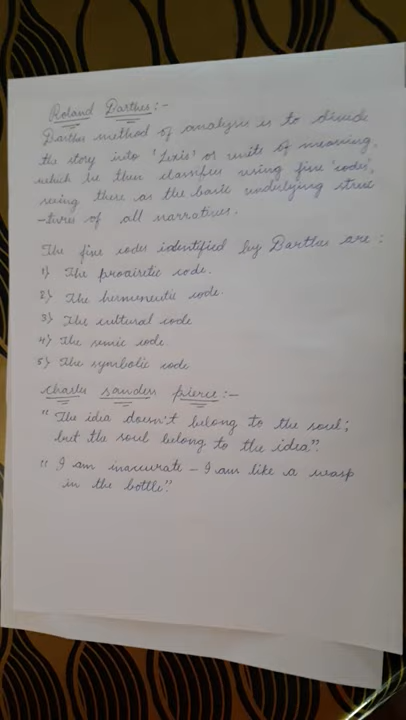 Roland Barthes:-
Barthes method of analysis is to divide
the story into 'Lexis' or units of meaning,
which he then classifies using five 'codes',
seeing these as the basic underlying struc
-tures of all narratives.
The five codes identified by Barthes are:
1) The proairetic code.
2) The hermeneutic code.
3) The cultural code
4) The semic code.
5) The symbolic code
Charles sanders pierce:-
"The idea doesn't belong to the soul;
but the soul belong to the idea".
"I am inaccurate - I am like a wasp
in the bottle".